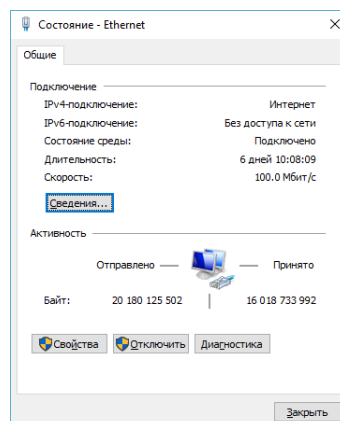 Состояние - Ethernet
Общие
Подключение
IPv4-подключение: Интернет
IPv6-подключение: Без доступа к сети
Состояние среды: Подключено
Длительность: 6 дней 10:08:09
Скорость: 100.0 Мбит/с
Сведения...
Активность
Отправлено — Принято
Байт: 20 180 125 502 | 16 018 733 992
Свойства Отключить Диагностика
Закрыть